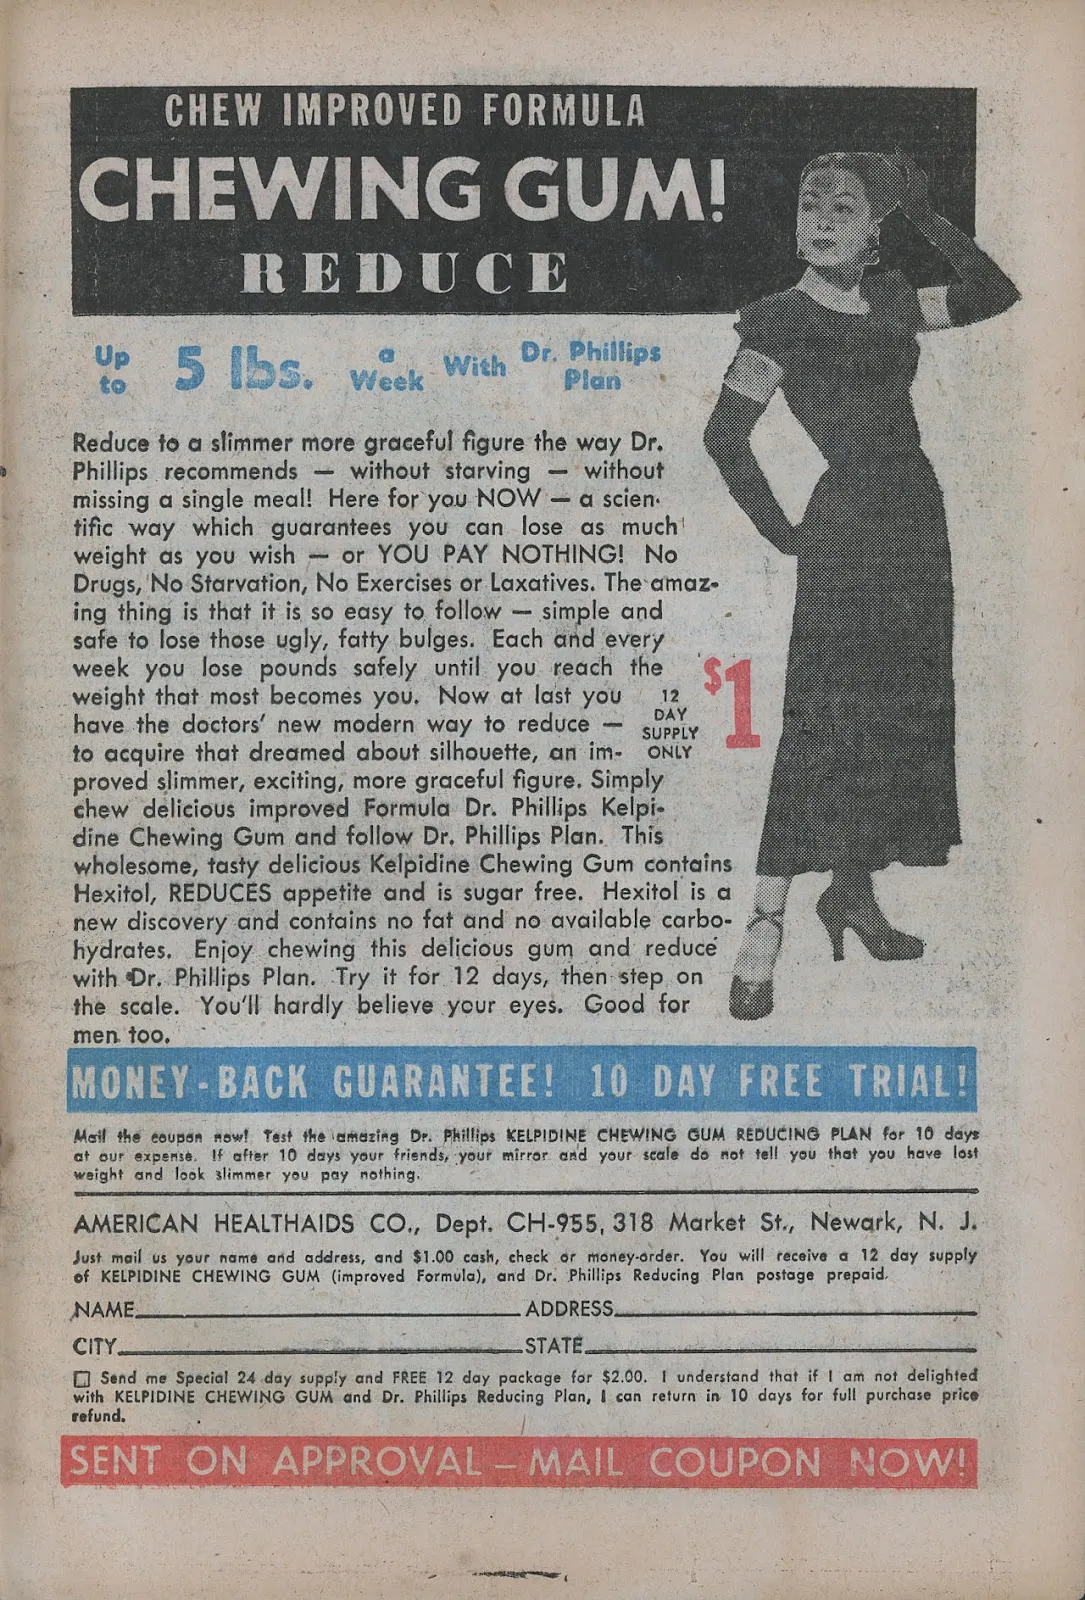 CHEW IMPROVED FORMULA
CHEWING GUM!
REDUCE
Up to 5 lbs. a Week With Dr. Phillips Plan
Reduce to a slimmer more graceful figure the way Dr.
Phillips recommends — without starving — without
missing a single meal! Here for you NOW — a scien-
tific way which guarantees you can lose as much
weight as you wish — or YOU PAY NOTHING! No
Drugs, No Starvation, No Exercises or Laxatives. The amaz-
ing thing is that it is so easy to follow — simple and
safe to lose those ugly, fatty bulges. Each and every
week you lose pounds safely until you reach the
weight that most becomes you. Now at last you
have the doctors' new modern way to reduce —
to acquire that dreamed about silhouette, an im-
proved slimmer, exciting, more graceful figure. Simply
chew delicious improved Formula Dr. Phillips Kelpi-
dine Chewing Gum and follow Dr. Phillips Plan. This
wholesome, tasty delicious Kelpidine Chewing Gum contains
Hexitol, REDUCES appetite and is sugar free. Hexitol is a
new discovery and contains no fat and no available carbo-
hydrates. Enjoy chewing this delicious gum and reduce
with Dr. Phillips Plan. Try it for 12 days, then step on
the scale. You'll hardly believe your eyes. Good for
men too.
12
DAY
SUPPLY
ONLY
$1
MONEY-BACK GUARANTEE! 10 DAY FREE TRIAL!
Mail the coupon now! Test the amazing Dr. Phillips KELPIDINE CHEWING GUM REDUCING PLAN for 10 days
at our expense. If after 10 days your friends, your mirror and your scale do not tell you that you have lost
weight and look slimmer you pay nothing.
AMERICAN HEALTHAIDS CO., Dept. CH-955, 318 Market St., Newark, N. J.
Just mail us your name and address, and $1.00 cash, check or money-order. You will receive a 12 day supply
of KELPIDINE CHEWING GUM (improved Formula), and Dr. Phillips Reducing Plan postage prepaid.
NAME ADDRESS
CITY STATE
Send me Special 24 day supply and FREE 12 day package for $2.00. I understand that if I am not delighted
with KELPIDINE CHEWING GUM and Dr. Phillips Reducing Plan, I can return in 10 days for full purchase price
refund.
SENT ON APPROVAL — MAIL COUPON NOW!